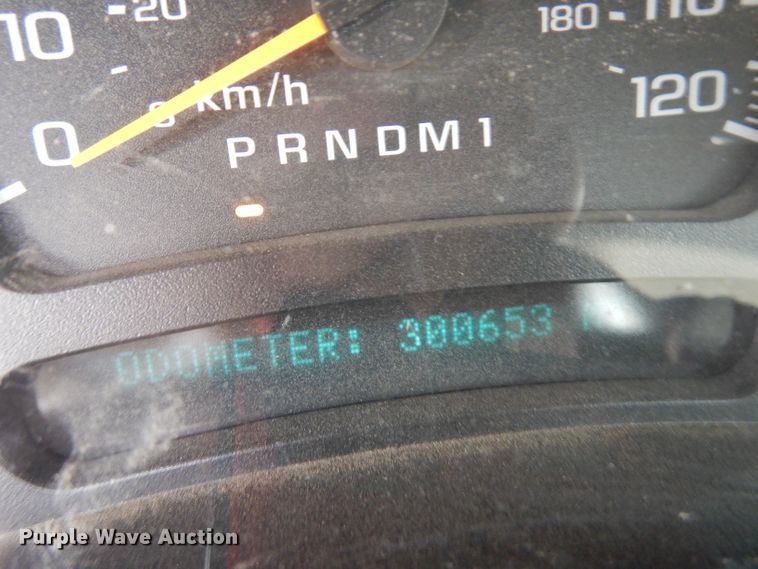 10 20 180 110
0 km/h 120
PRNDM1
ODOMETER: 300653
Purple Wave Auction